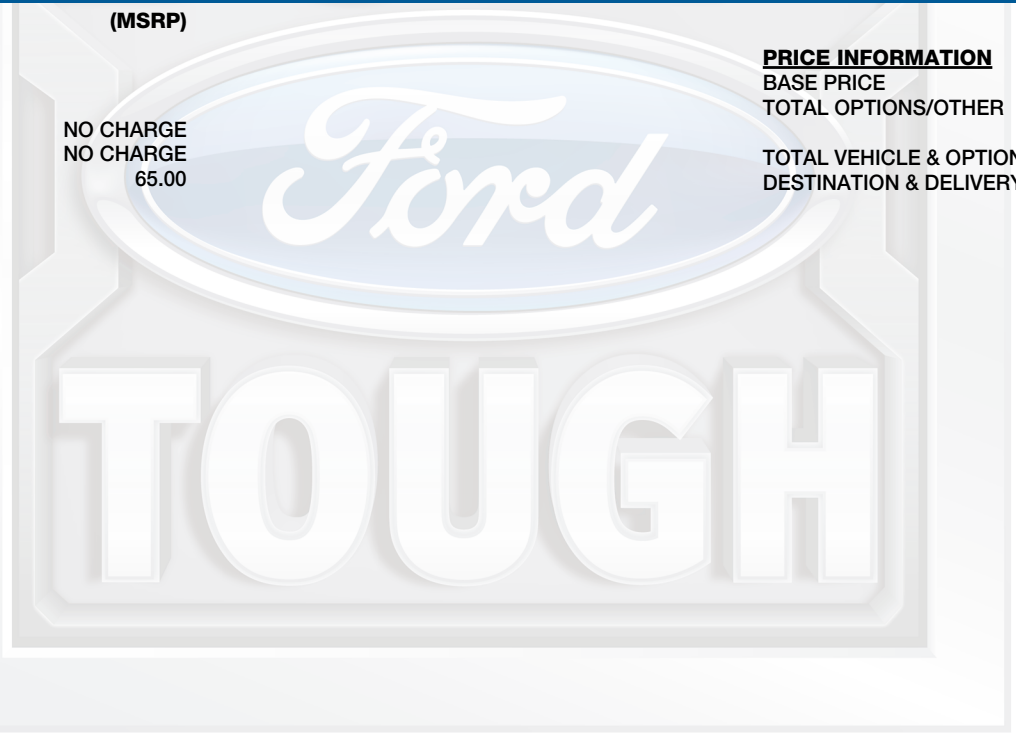 (MSRP)
NO CHARGE
NO CHARGE
65.00
PRICE INFORMATION
BASE PRICE
TOTAL OPTIONS/OTHER
TOTAL VEHICLE & OPTION
DESTINATION & DELIVERY
Ford
TOUGH